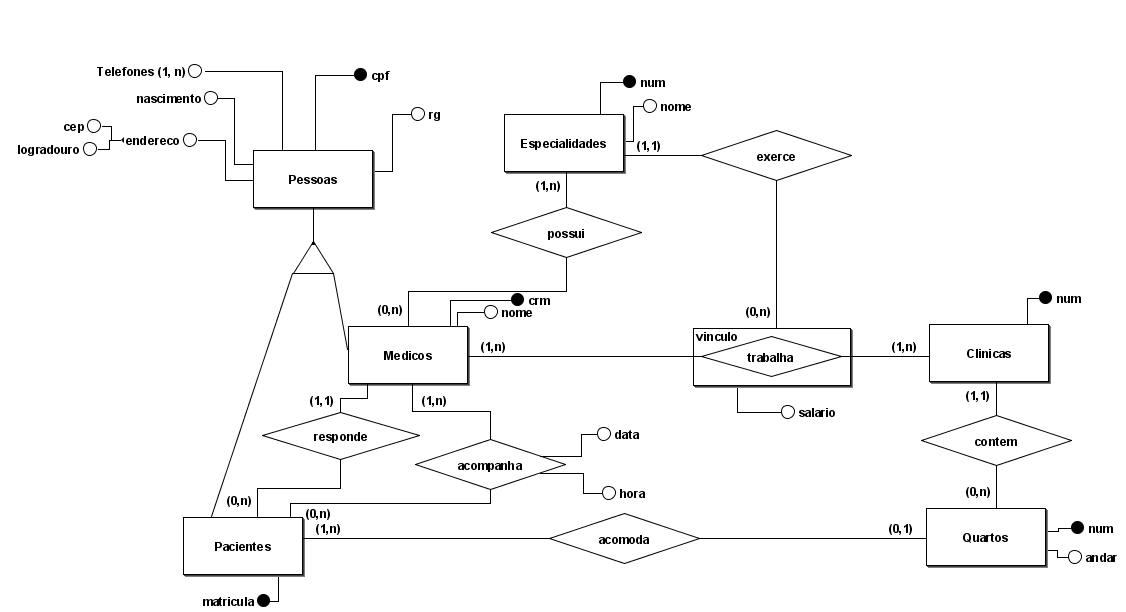 Telefones (1, n)
cpf
num
nascimento
nome
rg
cep
endereco
logradouro
Especialidades
(1,1)
exerce
Pessoas
(1,n)
possui
crm
num
(0,n)
nome
(0,n)
vinculo
Medicos
(1,n)
trabalha
(1,n)
Clinicas
(1,1)
(1,n)
(1,1)
salario
responde
data
contem
acompanha
(0,n)
hora
(0,n)
(0,n)
(1,n)
(0,1)
num
Pacientes
acomoda
Quartos
andar
matricula